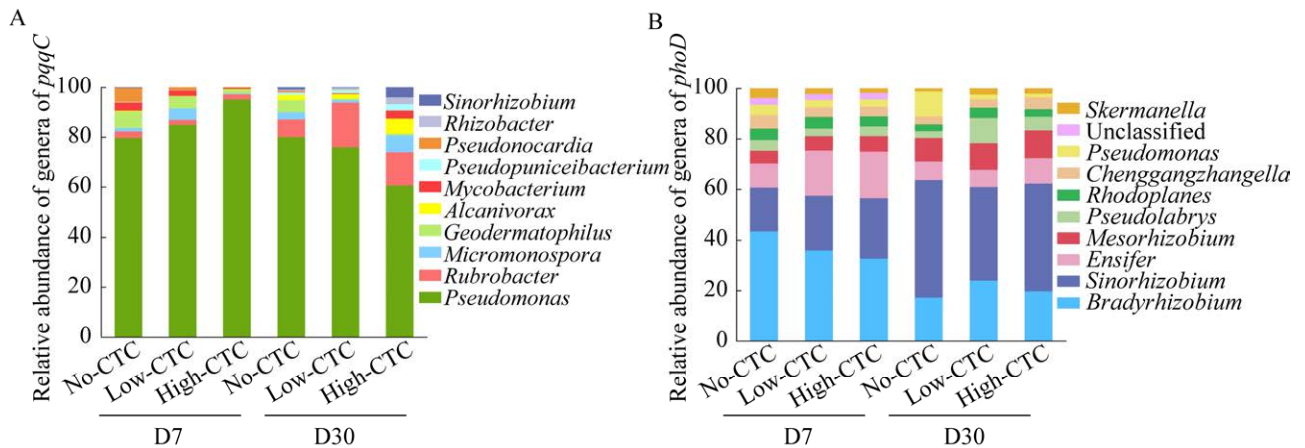 A
Relative abundance of genera of pqqC
100
80
60
40
20
0
No-CTC
Low-CTC
High-CTC
No-CTC
Low-CTC
High-CTC
D7
D30
Sinorhizobium
Rhizobacter
Pseudonocardia
Pseudopuniceibacterium
Mycobacterium
Alcanivorax
Geodermatophilus
Micromonospora
Rubrobacter
Pseudomonas
B
Relative abundance of genera of phoD
100
80
60
40
20
0
No-CTC
Low-CTC
High-CTC
No-CTC
Low-CTC
High-CTC
D7
D30
Skermanella
Unclassified
Pseudomonas
Chenggangzhangella
Rhodoplanes
Pseudolabrys
Mesorhizobium
Ensifer
Sinorhizobium
Bradyrhizobium